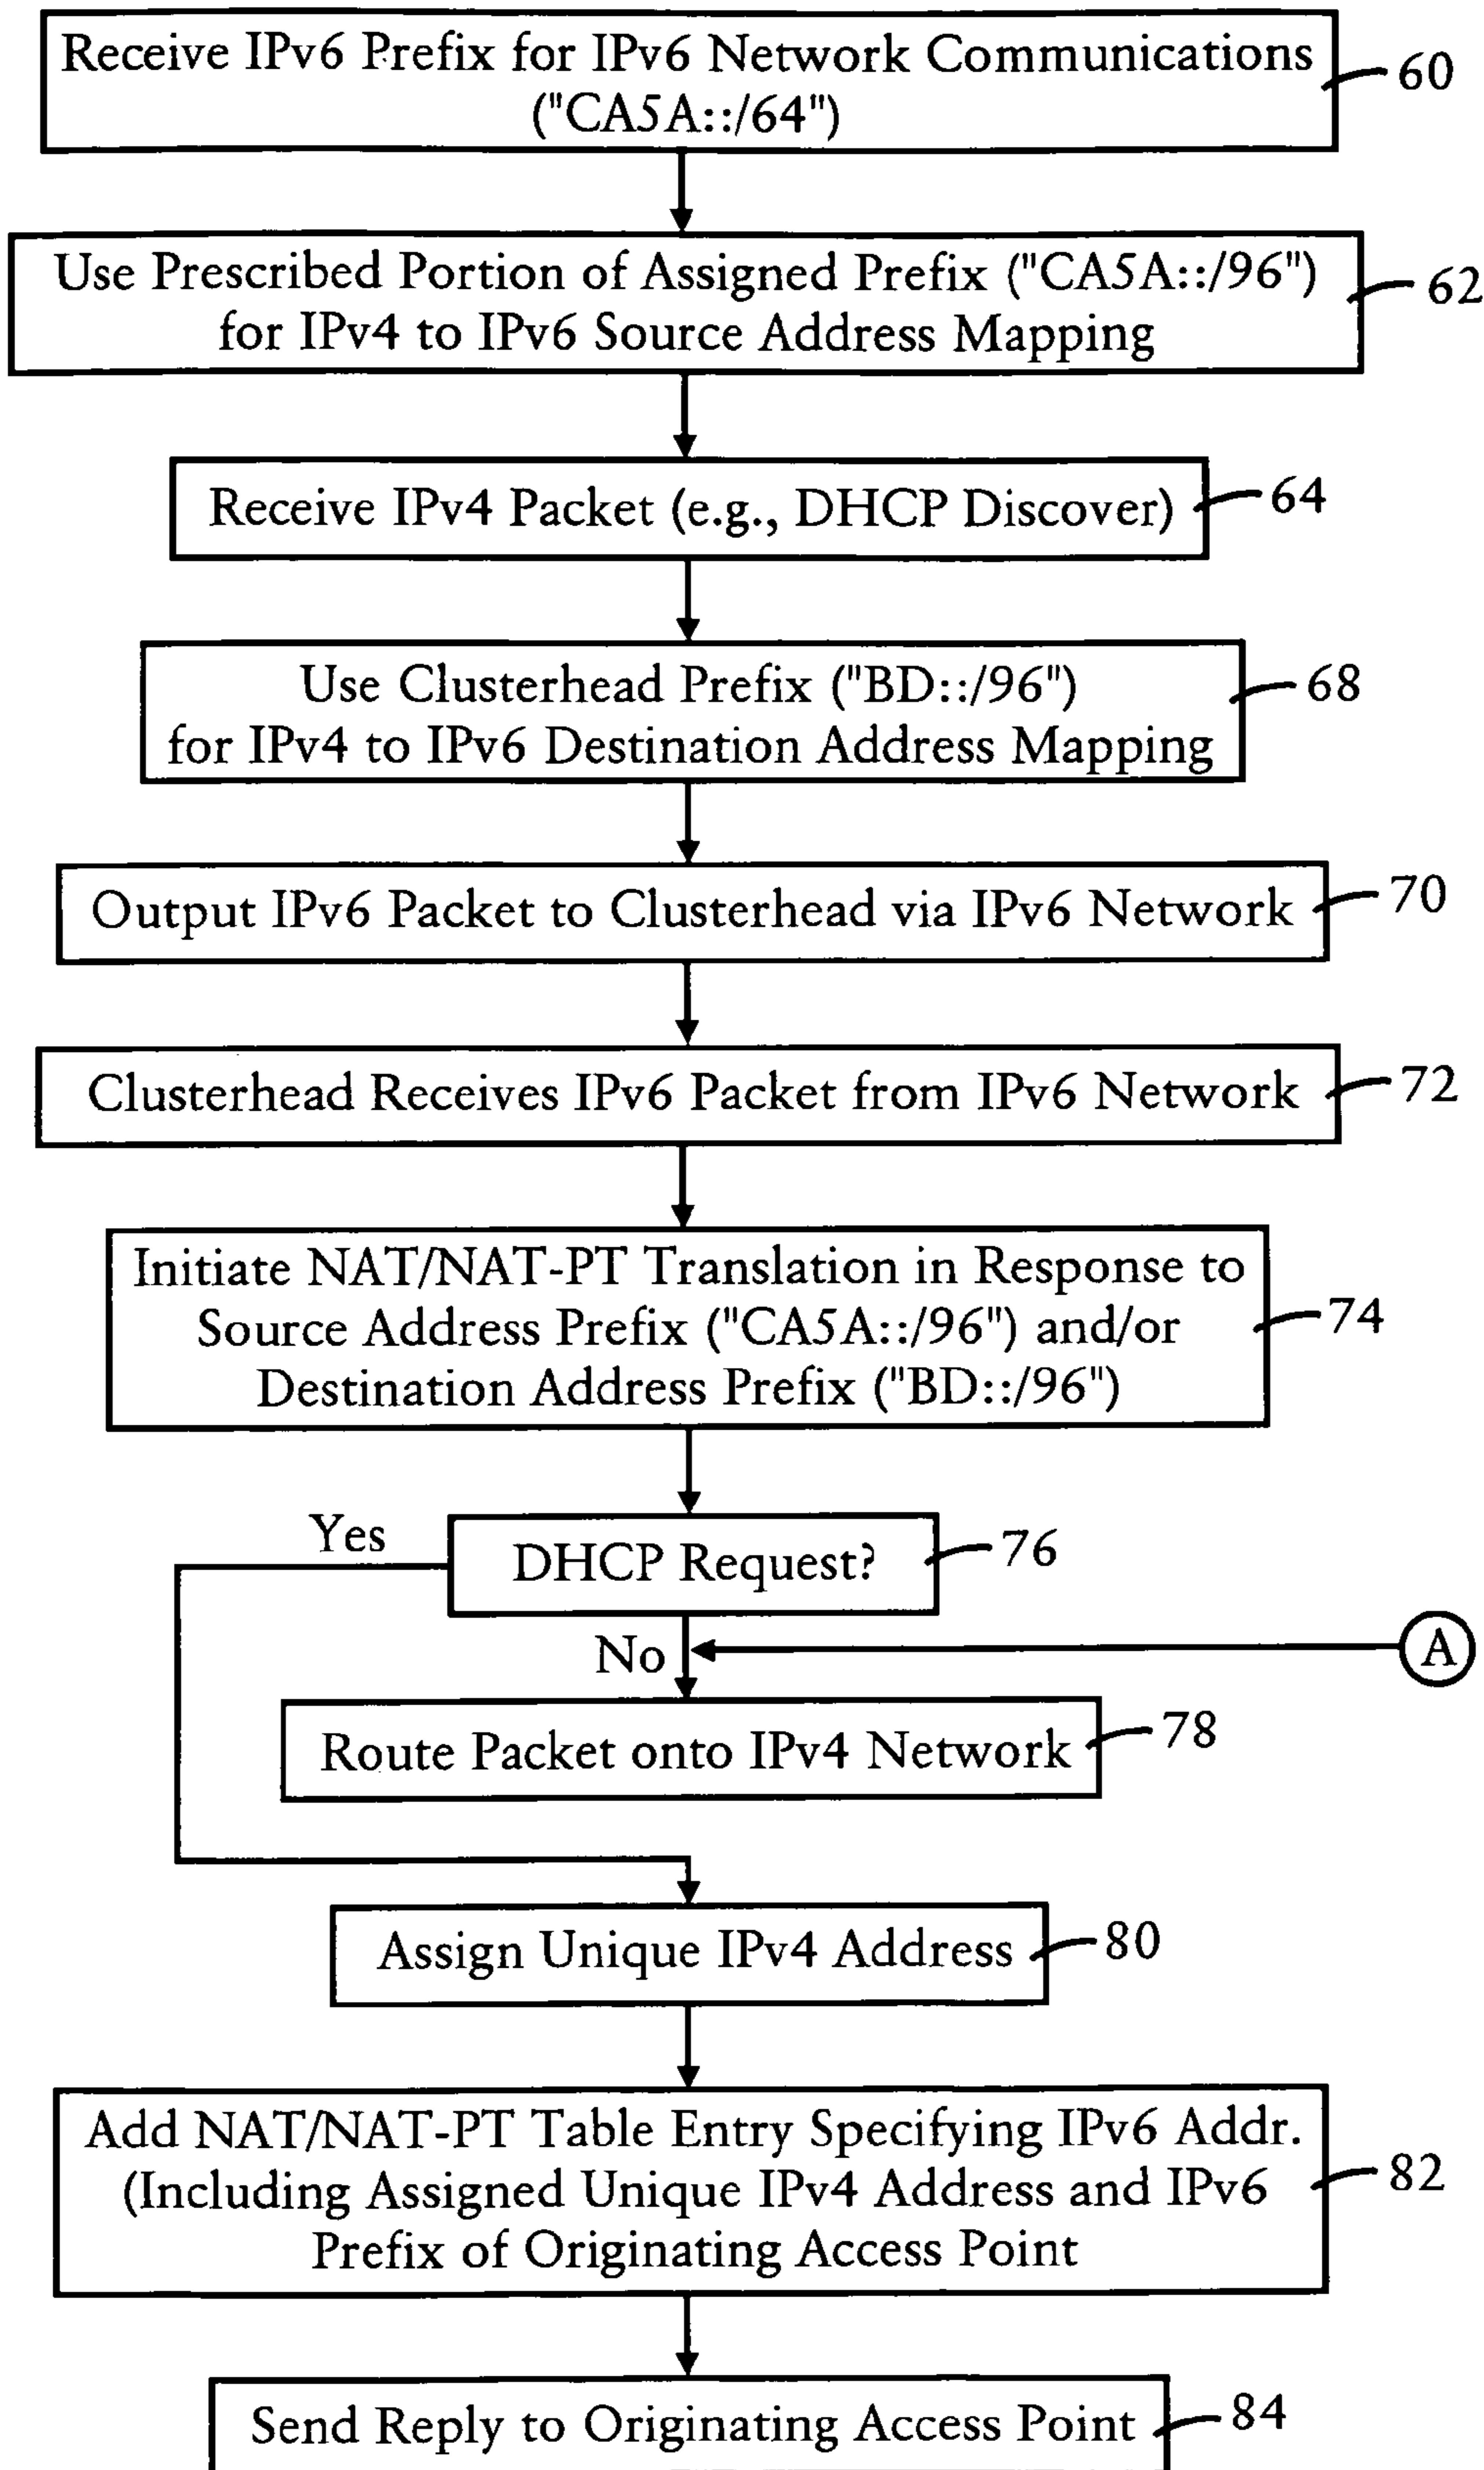 Receive IPv6 Prefix for IPv6 Network Communications
("CA5A::/64")
60
Use Prescribed Portion of Assigned Prefix ("CA5A::/96")
for IPv4 to IPv6 Source Address Mapping
62
Receive IPv4 Packet (e.g., DHCP Discover)
64
Use Clusterhead Prefix ("BD::/96")
for IPv4 to IPv6 Destination Address Mapping
68
Output IPv6 Packet to Clusterhead via IPv6 Network
70
Clusterhead Receives IPv6 Packet from IPv6 Network
72
Initiate NAT/NAT-PT Translation in Response to
Source Address Prefix ("CA5A::/96") and/or
Destination Address Prefix ("BD::/96")
74
Yes
DHCP Request?
76
No
A
Route Packet onto IPv4 Network
78
Assign Unique IPv4 Address
80
Add NAT/NAT-PT Table Entry Specifying IPv6 Addr.
(Including Assigned Unique IPv4 Address and IPv6
Prefix of Originating Access Point
82
Send Reply to Originating Access Point
84